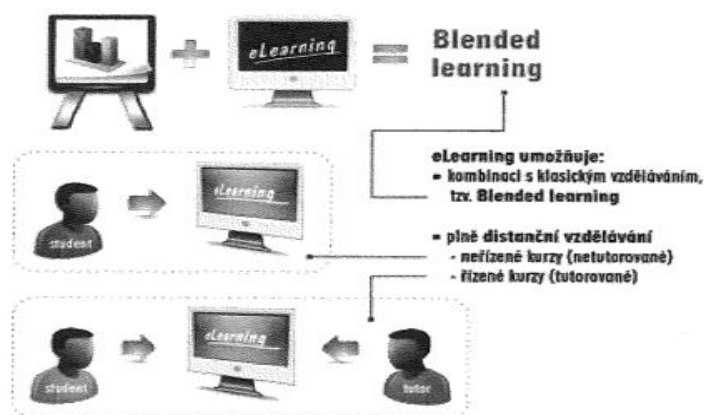 eLearning
Blended
learning
eLearning umožňuje:
kombinaci s klasickým vzděláváním,
tzv. Blended learning
student
eLearning
plně distanční vzdělávání
- neřízené kurzy (netutorované)
- řízené kurzy (tutorované)
student
eLearning
tutor